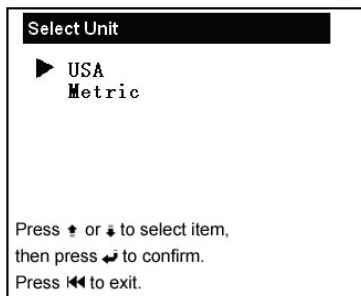 Select Unit
▶ USA
Metric
Press ⬆ or ⬇ to select item,
then press ↵ to confirm.
Press ⏮ to exit.